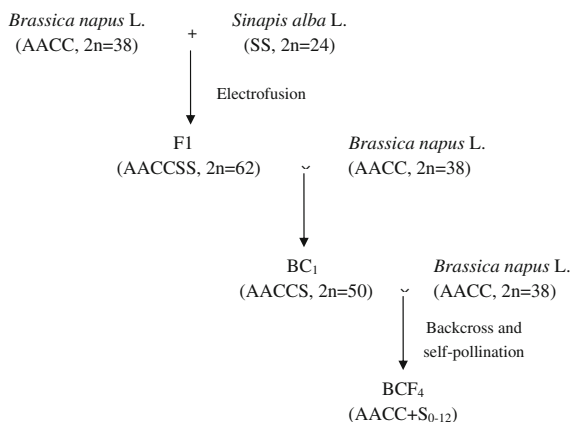 Brassica napus L. + Sinapis alba L.
(AACC, 2n=38) (SS, 2n=24)
Electrofusion
F1 Brassica napus L.
(AACCSS, 2n=62) × (AACC, 2n=38)
BC₁ Brassica napus L.
(AACCS, 2n=50) × (AACC, 2n=38)
Backcross and
self-pollination
BCF₄
(AACC+S₀₋₁₂)